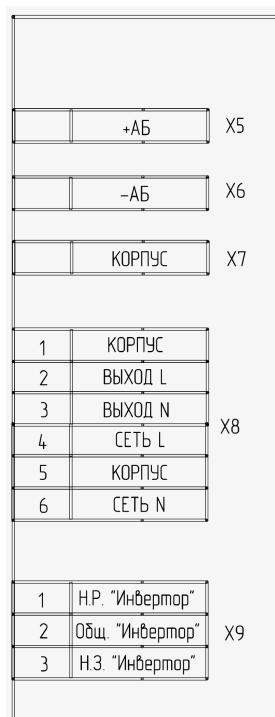 +АБ X5
−АБ X6
КОРПУС X7
1 КОРПУС
2 ВЫХОД L
3 ВЫХОД N
X8
4 СЕТЬ L
5 КОРПУС
6 СЕТЬ N
1 Н.Р. "Инвертор"
2 Общ. "Инвертор" X9
3 Н.З. "Инвертор"